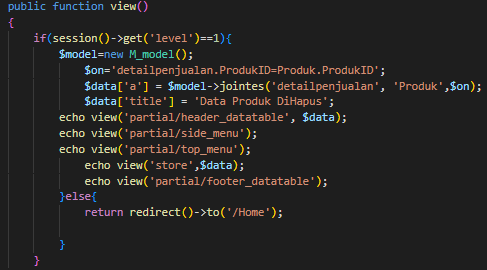 public function view()
{
if(session()->get('level')==1){
$model=new M_model();
$on='detailpenjualan.ProdukID=Produk.ProdukID';
$data['a'] = $model->jointes('detailpenjualan', 'Produk',$on);
$data['title'] = 'Data Produk DiHapus';
echo view('partial/header_datatable', $data);
echo view('partial/side_menu');
echo view('partial/top_menu');
echo view('store',$data);
echo view('partial/footer_datatable');
}else{
return redirect()->to('/Home');
}
}